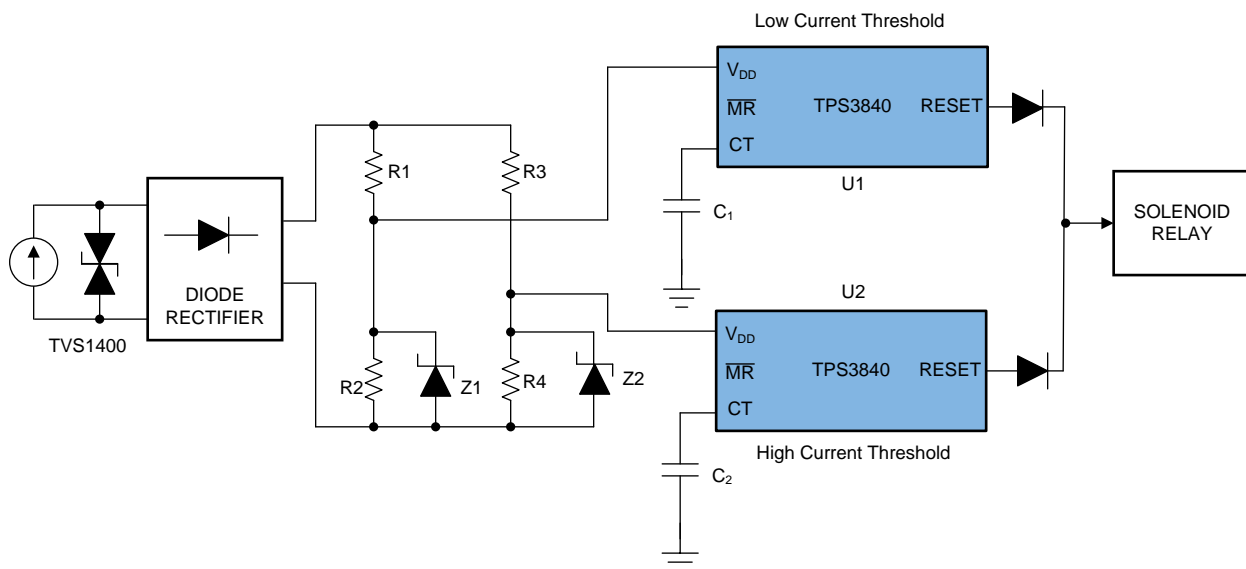 Low Current Threshold
VDD
MR
CT
TPS3840
RESET
U1
C1
R1
R3
DIODE
RECTIFIER
TVS1400
SOLENOID
RELAY
R2
Z1
R4
Z2
U2
VDD
MR
CT
TPS3840
RESET
High Current Threshold
C2